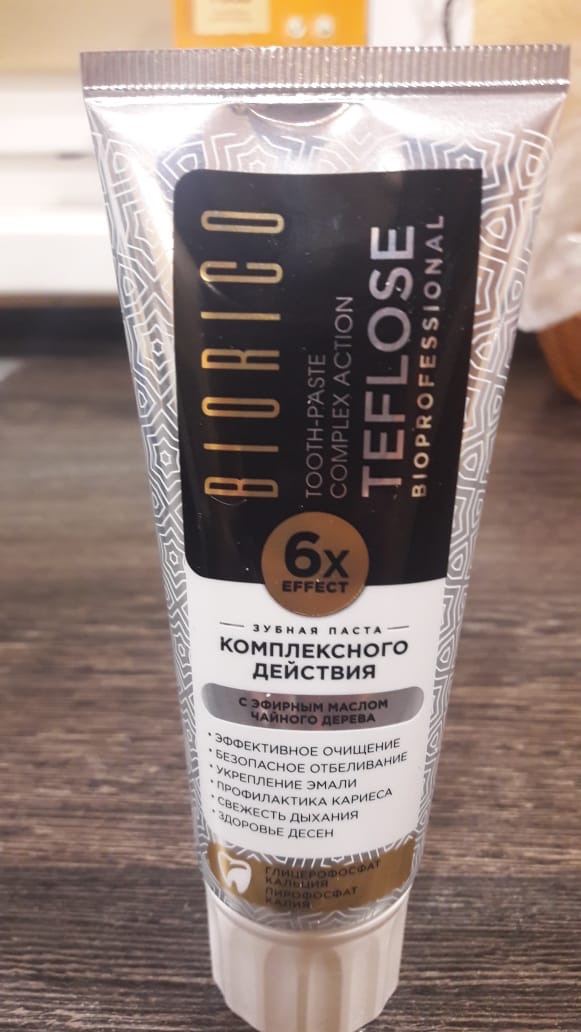 BIORICO
TOOTH-PASTE
COMPLEX ACTION
TEFLOSE
BIOPROFESSIONAL
6X
EFFECT
ЗУБНАЯ ПАСТА
КОМПЛЕКСНОГО
ДЕЙСТВИЯ
С ЭФИРНЫМ МАСЛОМ
ЧАЙНОГО ДЕРЕВА
• ЭФФЕКТИВНОЕ ОЧИЩЕНИЕ
• БЕЗОПАСНОЕ ОТБЕЛИВАНИЕ
• УКРЕПЛЕНИЕ ЭМАЛИ
• ПРОФИЛАКТИКА КАРИЕСА
• СВЕЖЕСТЬ ДЫХАНИЯ
• ЗДОРОВЬЕ ДЕСЕН
ГЛИЦЕРОФОСФАТ
КАЛЬЦИЯ
ПИРОФОСФАТ
КАЛИЯ